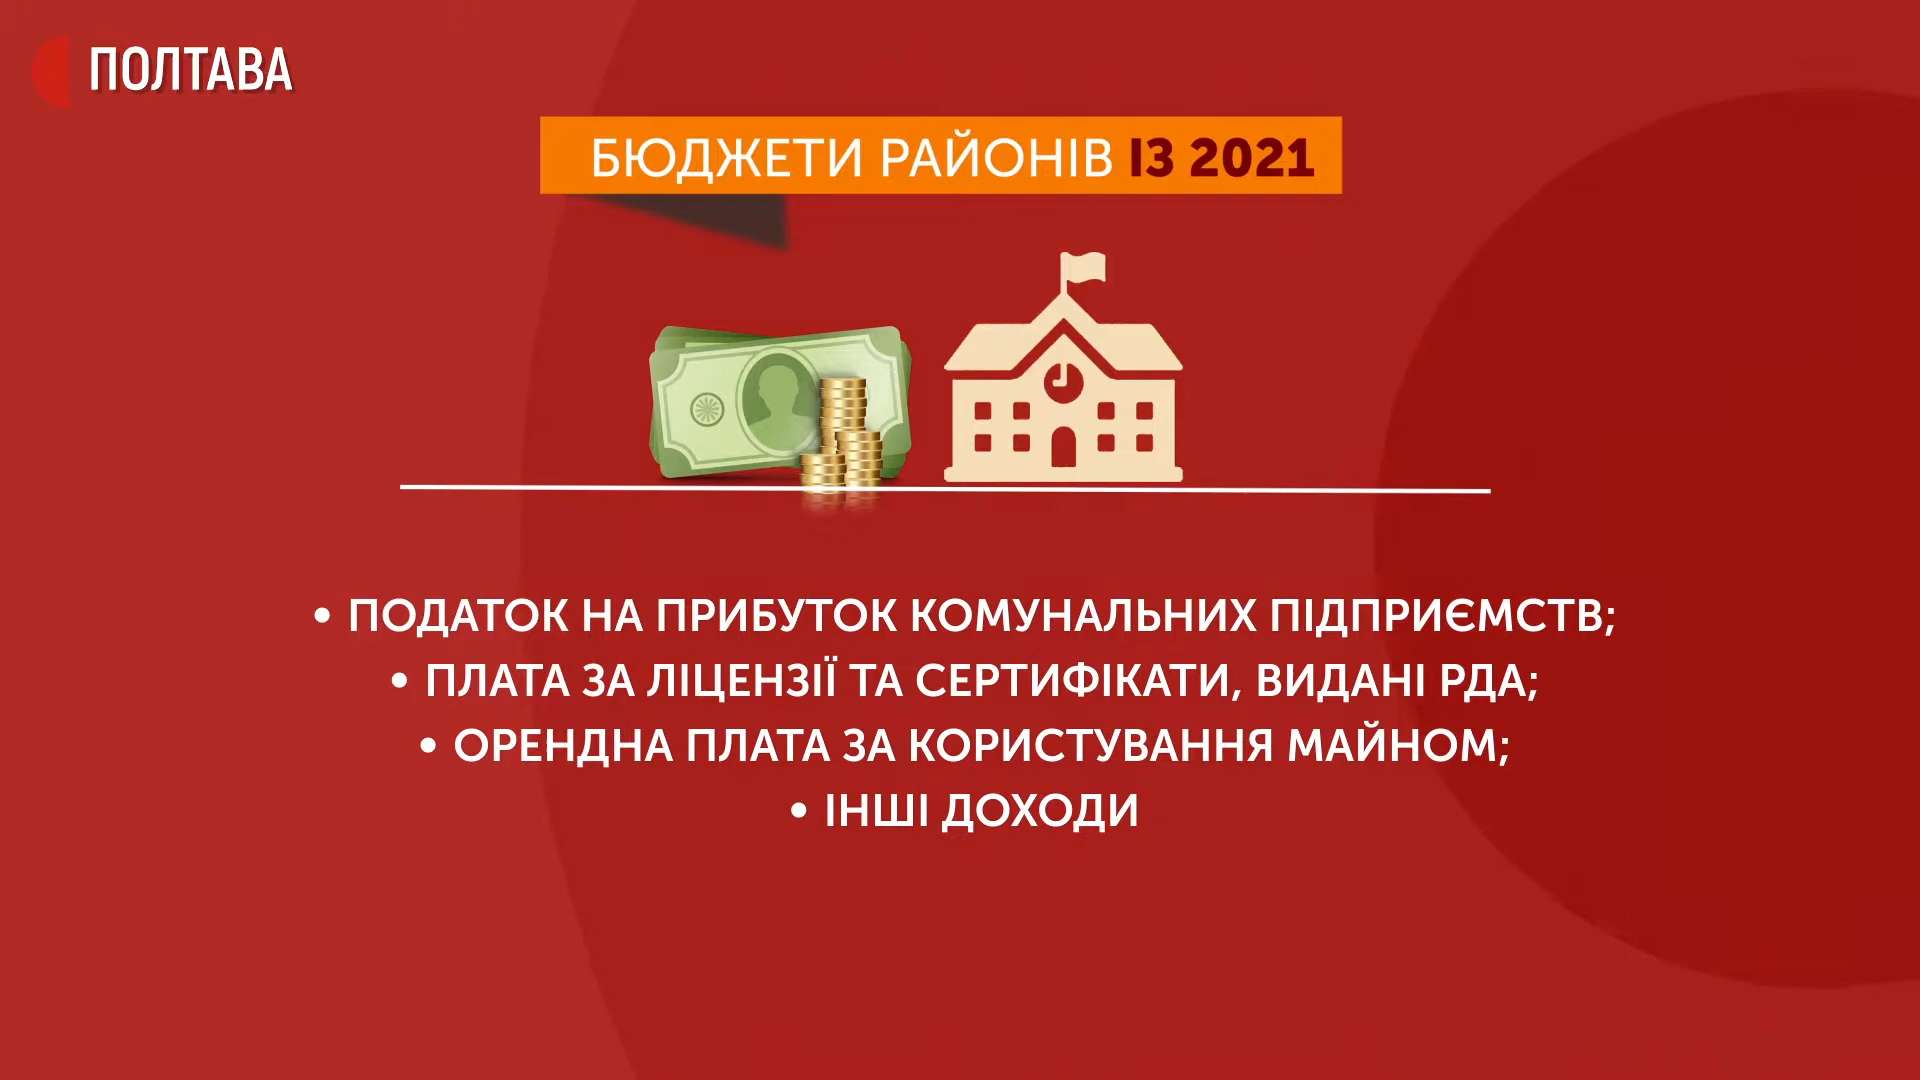 ПОЛТАВА
БЮДЖЕТИ РАЙОНІВ ІЗ 2021
• ПОДАТОК НА ПРИБУТОК КОМУНАЛЬНИХ ПІДПРИЄМСТВ;
• ПЛАТА ЗА ЛІЦЕНЗІЇ ТА СЕРТИФІКАТИ, ВИДАНІ РДА;
• ОРЕНДНА ПЛАТА ЗА КОРИСТУВАННЯ МАЙНОМ;
• ІНШІ ДОХОДИ